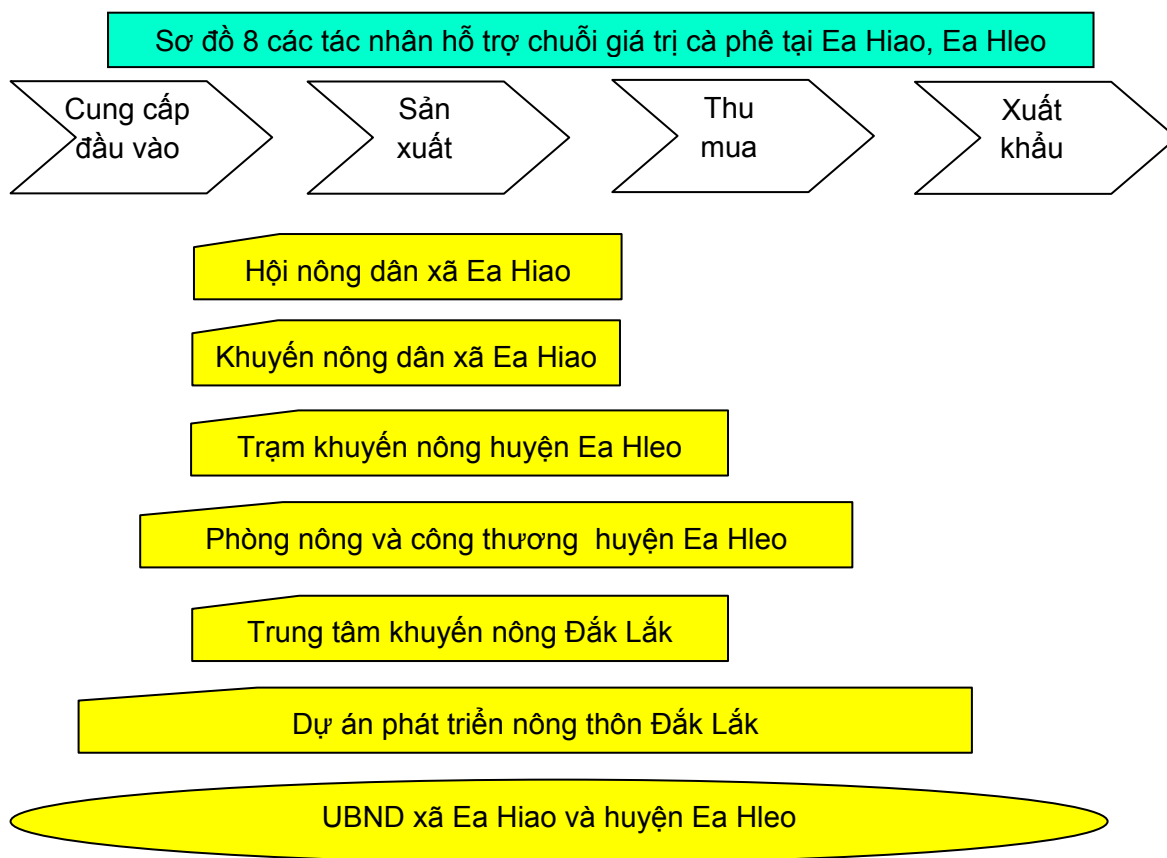 Sơ đồ 8 các tác nhân hỗ trợ chuỗi giá trị cà phê tại Ea Hiao, Ea Hleo
Cung cấp
đầu vào
Sản
xuất
Thu
mua
Xuất
khẩu
Hội nông dân xã Ea Hiao
Khuyến nông dân xã Ea Hiao
Trạm khuyến nông huyện Ea Hleo
Phòng nông và công thương huyện Ea Hleo
Trung tâm khuyến nông Đắk Lắk
Dự án phát triển nông thôn Đắk Lắk
UBND xã Ea Hiao và huyện Ea Hleo